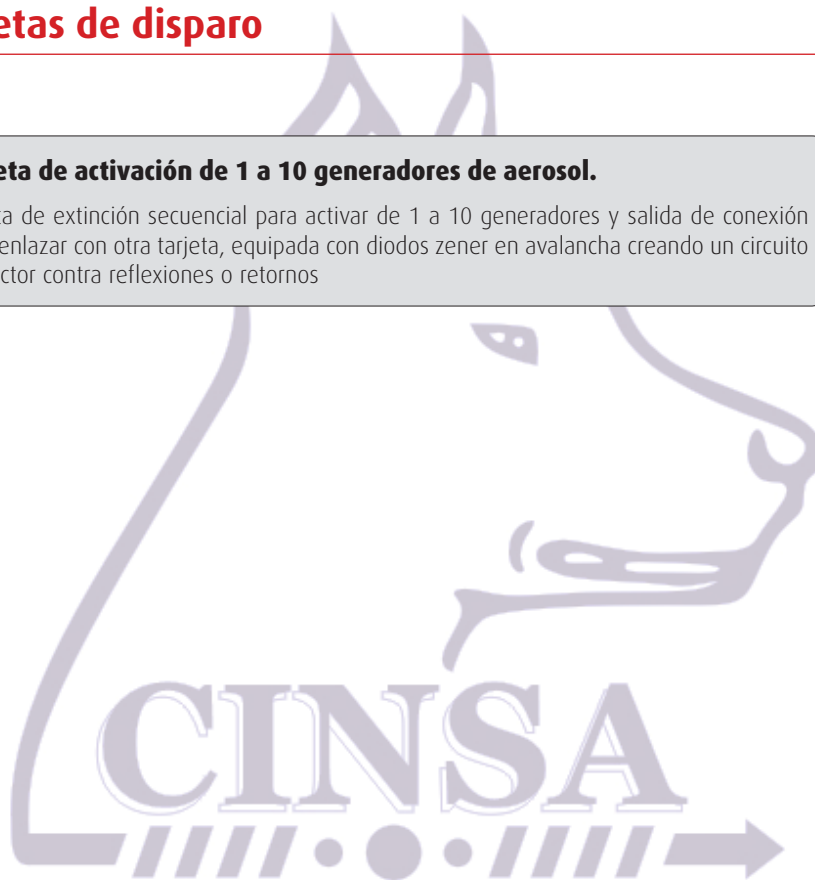 etas de disparo
eta de activación de 1 a 10 generadores de aerosol.
ta de extinción secuencial para activar de 1 a 10 generadores y salida de conexión
enlazar con otra tarjeta, equipada con diodos zener en avalancha creando un circuito
ctor contra reflexiones o retornos
CINSA